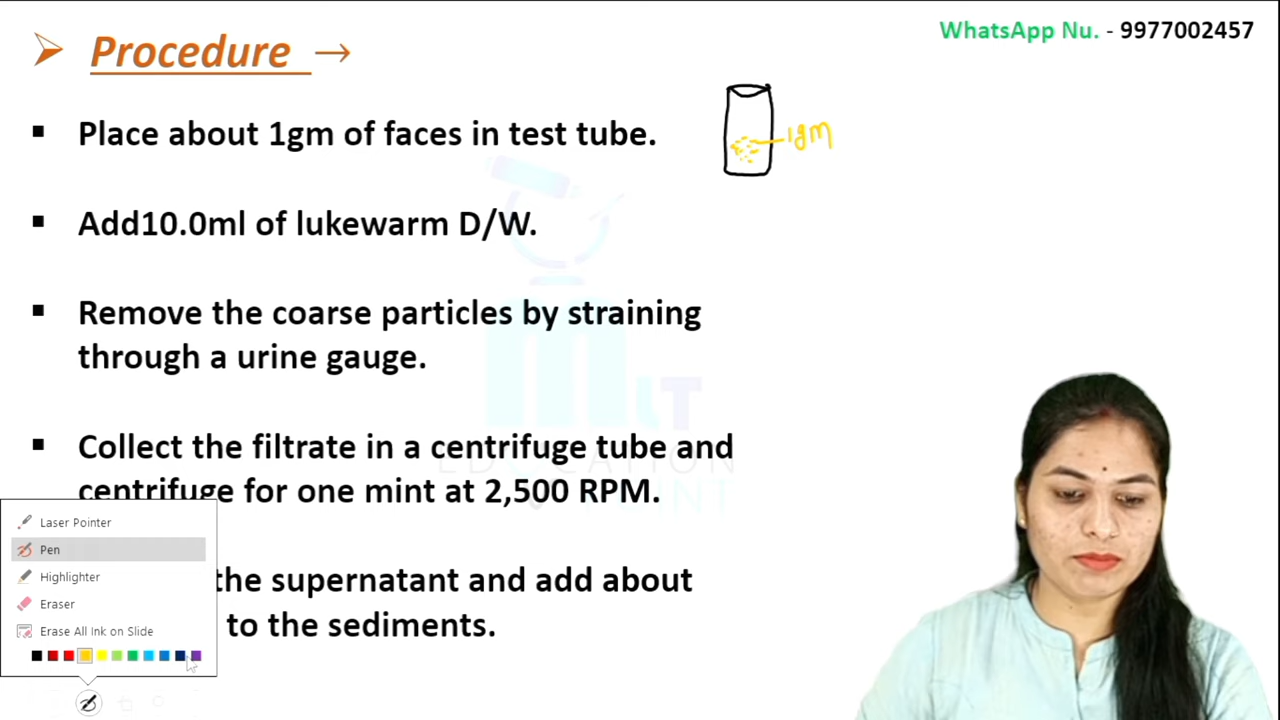 WhatsApp Nu. - 9977002457
Procedure →
Place about 1gm of faces in test tube.
1gm
Add10.0ml of lukewarm D/W.
Remove the coarse particles by straining
through a urine gauge.
Collect the filtrate in a centrifuge tube and
centrifuge for one mint at 2,500 RPM.
the supernatant and add about
to the sediments.
MLT
EDUCATION
POINT
Laser Pointer
Pen
Highlighter
Eraser
Erase All Ink on Slide